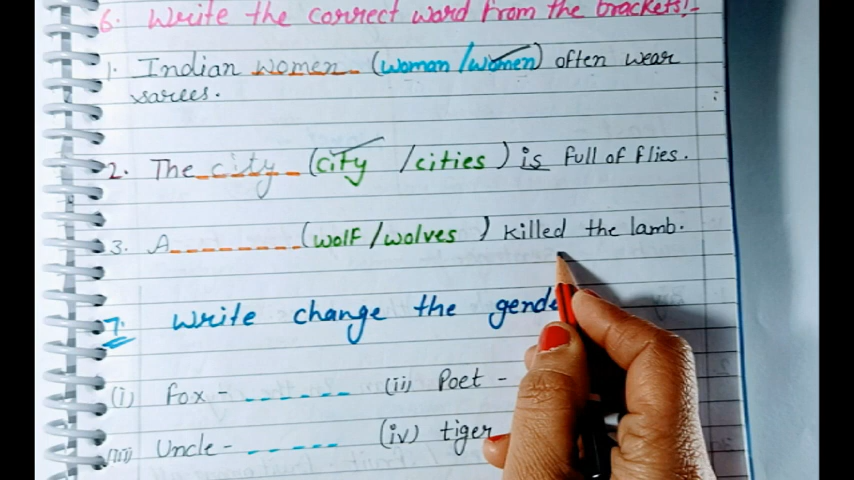 6. Write the correct word from the brackets:-
1. Indian women (woman/women) often wear
sarees.
2. The city (city /cities) is full of flies.
3. A (wolf/wolves) killed the lamb.
7. Write change the gende
(i) Fox - (ii) Poet -
(iii) Uncle - (iv) tiger